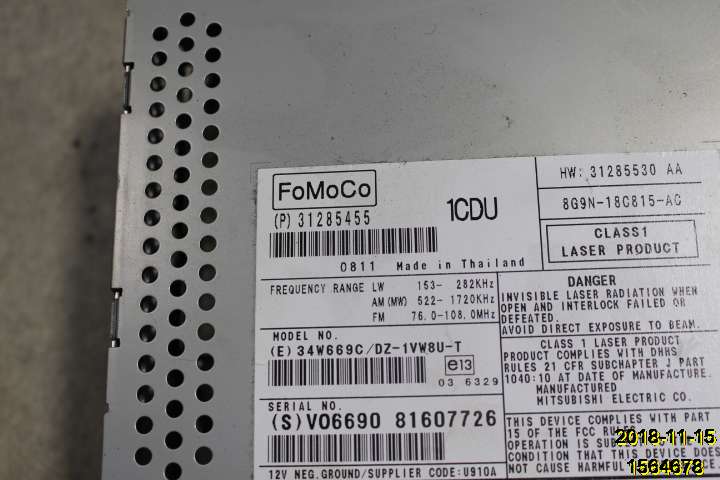 FoMoCo
1CDU
(P) 31285455
0811 Made in Thailand
HW: 31285530 AA
8G9N-18C815-AC
CLASS1
LASER PRODUCT
FREQUENCY RANGE LW 153- 282KHz
AM (MW) 522- 1720KHz
FM 76.0-108.0MHz
MODEL NO.
(E) 34W669C/DZ-1VW8U-T
e13
03 6329
SERIAL NO.
(S) V06690 81607726
12V NEG.GROUND/SUPPLIER CODE:U910A
DANGER
INVISIBLE LASER RADIATION WHEN
OPEN AND INTERLOCK FAILED OR
DEFEATED.
AVOID DIRECT EXPOSURE TO BEAM.
CLASS 1 LASER PRODUCT
PRODUCT COMPLIES WITH DHHS
RULES 21 CFR SUBCHAPTER J PART
1040:10 AT DATE OF MANUFACTURE.
MANUFACTURED
MITSUBISHI ELECTRIC CO.
THIS DEVICE COMPLIES WITH PART
15 OF THE FCC RULES
OPERATION IS
THIS DEVICE DOES
NOT CAUSE HARMFUL
2018-11-15
1564678